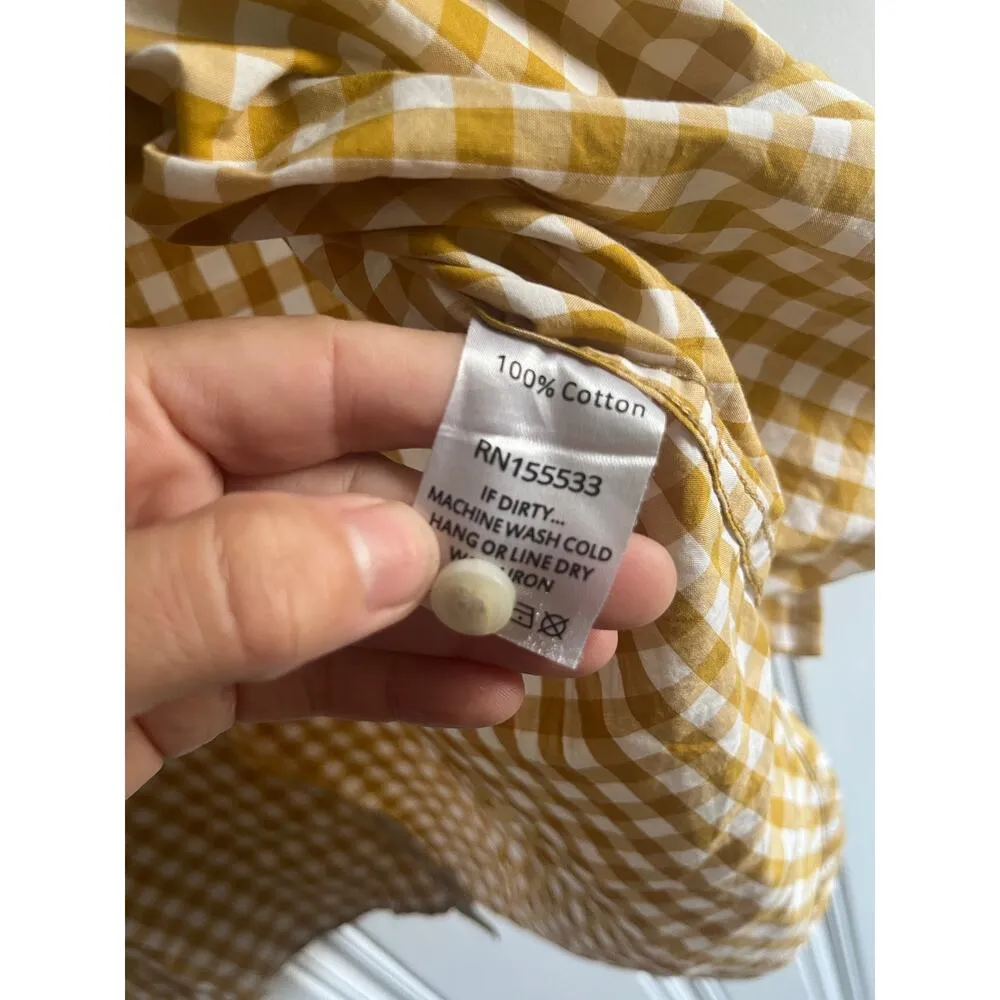 100% Cotton
RN155533
IF DIRTY...
MACHINE WASH COLD
HANG OR LINE DRY
IRON